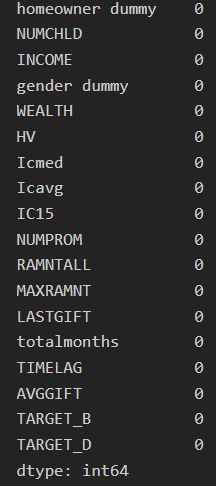 homeowner dummy 0
NUMCHLD 0
INCOME 0
gender dummy 0
WEALTH 0
HV 0
Icmed 0
Icavg 0
IC15 0
NUMPROM 0
RAMNTALL 0
MAXRAMNT 0
LASTGIFT 0
totalmonths 0
TIMELAG 0
AVGGIFT 0
TARGET_B 0
TARGET_D 0
dtype: int64